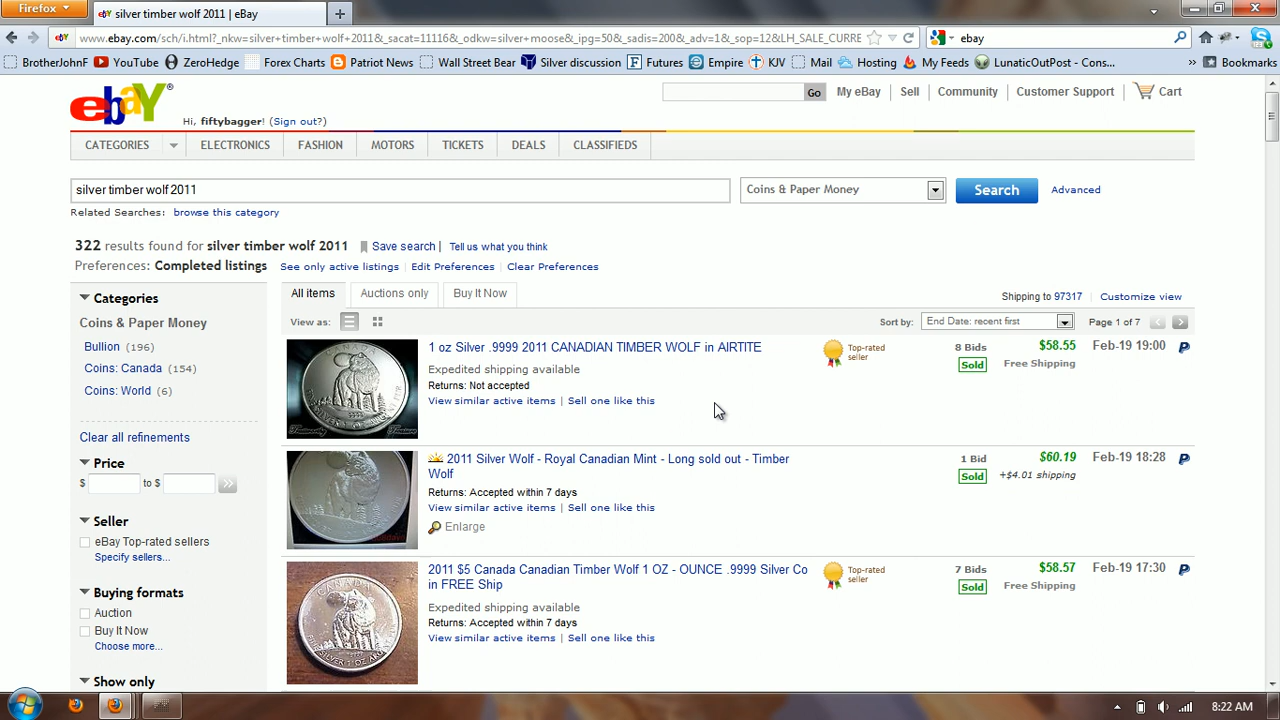 Firefox
silver timber wolf 2011 | eBay
www.ebay.com/sch/i.html?_nkw=silver+timber+wolf+2011&_sacat=11116&_odkw=silver+moose&_ipg=50&_sadis=200&_adv=1&_sop=12&LH_SALE_CURRE
ebay
BrotherJohnF YouTube ZeroHedge Forex Charts Patriot News Wall Street Bear Silver discussion Futures Empire KJV Mail Hosting My Feeds LunaticOutPost - Cons... » Bookmarks
ebay
Go My eBay Sell Community Customer Support Cart
Hi, fiftybagger! (Sign out?)
CATEGORIES ELECTRONICS FASHION MOTORS TICKETS DEALS CLASSIFIEDS
silver timber wolf 2011 Coins & Paper Money Search Advanced
Related Searches: browse this category
322 results found for silver timber wolf 2011 Save search | Tell us what you think
Preferences: Completed listings See only active listings | Edit Preferences | Clear Preferences
Categories
Coins & Paper Money
Bullion (196)
Coins: Canada (154)
Coins: World (6)
Clear all refinements
Price
$ to $ »
Seller
eBay Top-rated sellers
Specify sellers...
Buying formats
Auction
Buy It Now
Choose more...
Show only
All items Auctions only Buy It Now
Shipping to 97317 | Customize view
View as: Sort by: End Date: recent first Page 1 of 7
1 oz Silver .9999 2011 CANADIAN TIMBER WOLF in AIRTITE
Expedited shipping available
Returns: Not accepted
View similar active items | Sell one like this
Top-rated
seller
8 Bids
Sold
$58.55
Free Shipping
Feb-19 19:00
2011 Silver Wolf - Royal Canadian Mint - Long sold out - Timber
Wolf
Returns: Accepted within 7 days
View similar active items | Sell one like this
Enlarge
1 Bid
Sold
$60.19
+$4.01 shipping
Feb-19 18:28
2011 $5 Canada Canadian Timber Wolf 1 OZ - OUNCE .9999 Silver Co
in FREE Ship
Expedited shipping available
Returns: Accepted within 7 days
View similar active items | Sell one like this
Top-rated
seller
7 Bids
Sold
$58.57
Free Shipping
Feb-19 17:30
CANADA
8:22 AM